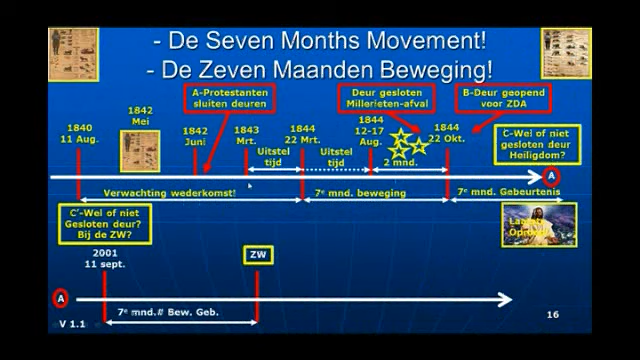 - De Seven Months Movement!
- De Zeven Maanden Beweging!
A-Protestanten
sluiten deuren
Deur gesloten
Millerieten-afval
B-Deur geopend
voor ZDA
1840
11 Aug.
1842
Mei
1842
Juni
1843
Mrt.
1844
22 Mrt.
1844
12-17
Aug.
1844
22 Okt.
C-Wel of niet
gesloten deur
Heiligdom?
Uitstel
tijd
Uitstel
tijd
2 mnd.
A
Verwachting wederkomst!
7e mnd. beweging
7e mnd. Gebeurtenis
C'-Wel of niet
Gesloten deur?
Bij de ZW?
2001
11 sept.
ZW
A
7e mnd.# Bew. Geb.
V 1.1
16